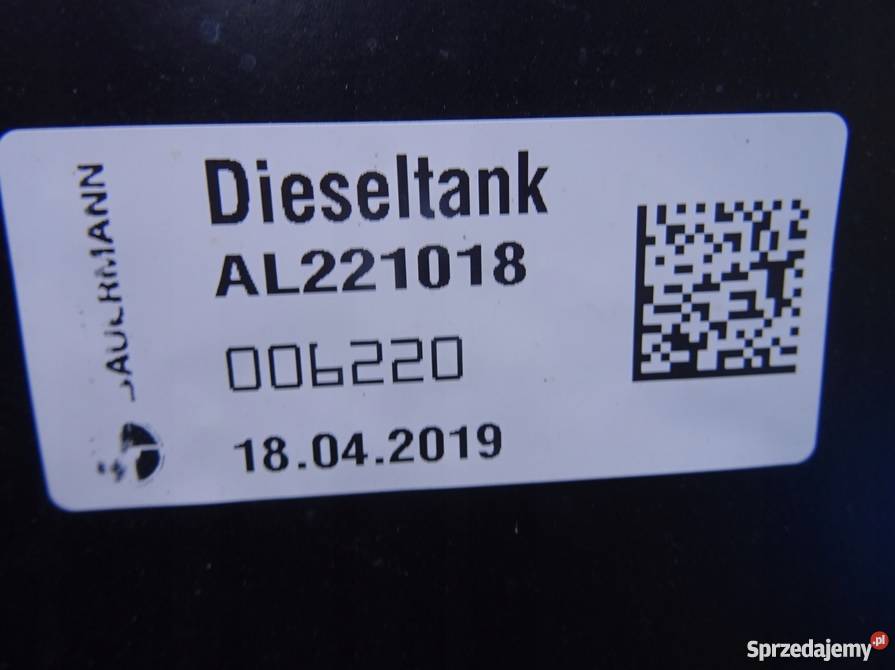 Dieseltank
AL221018
006220
18.04.2019
Sprzedajemy.pl